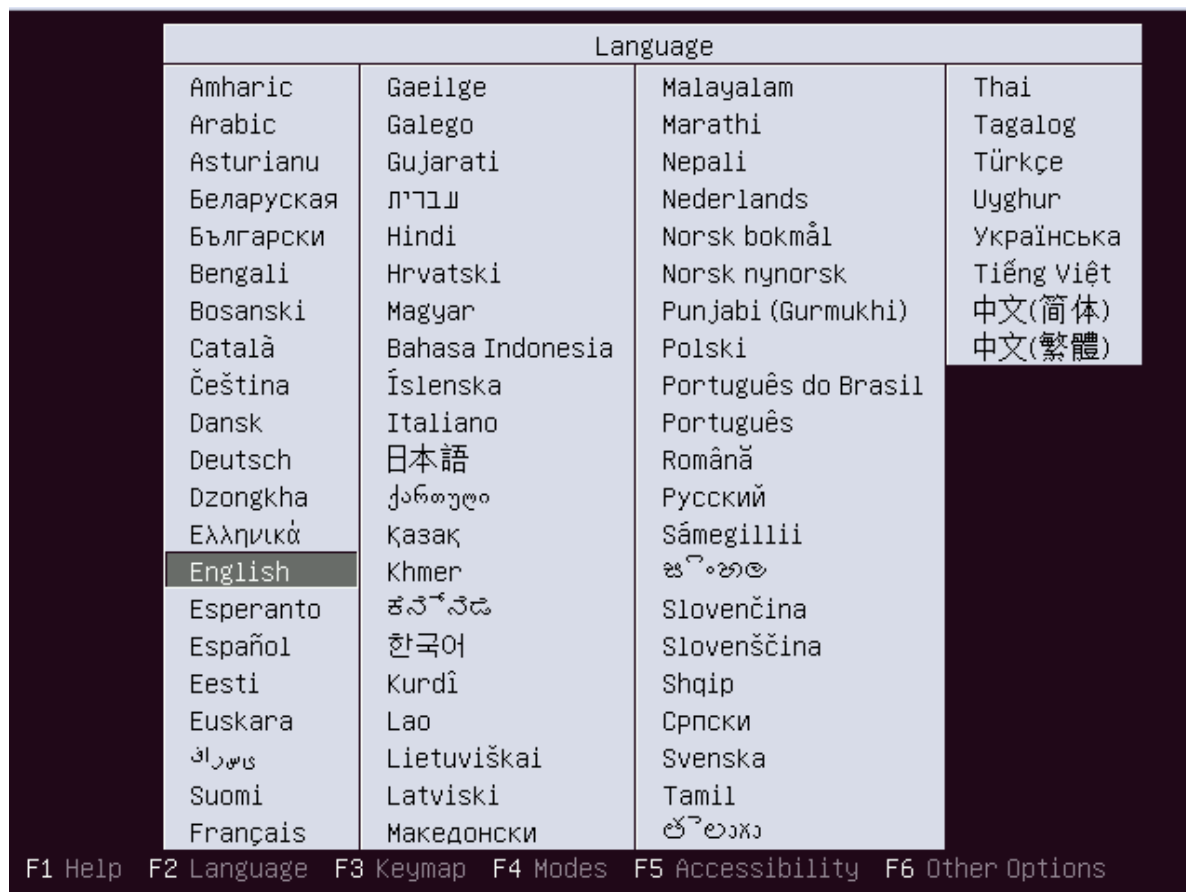 Language
Amharic
Arabic
Asturianu
Беларуская
Български
Bengali
Bosanski
Català
Čeština
Dansk
Deutsch
Dzongkha
Ελληνικά
English
Esperanto
Español
Eesti
Euskara
ﻯﺱﺭﺍﻑ
Suomi
Français
Gaeilge
Galego
Gujarati
עברית
Hindi
Hrvatski
Magyar
Bahasa Indonesia
Íslenska
Italiano
日本語
ქართული
Қазақ
Khmer
ಕನ್ನಡ
한국어
Kurdî
Lao
Lietuviškai
Latviski
Македонски
Malayalam
Marathi
Nepali
Nederlands
Norsk bokmål
Norsk nynorsk
Punjabi (Gurmukhi)
Polski
Português do Brasil
Português
Română
Русский
Sámegillii
සිංහල
Slovenčina
Slovenščina
Shqip
Српски
Svenska
Tamil
తెలుగు
Thai
Tagalog
Türkçe
Uyghur
Українська
Tiếng Việt
中文(简体)
中文(繁體)
F1 Help F2 Language F3 Keymap F4 Modes F5 Accessibility F6 Other Options